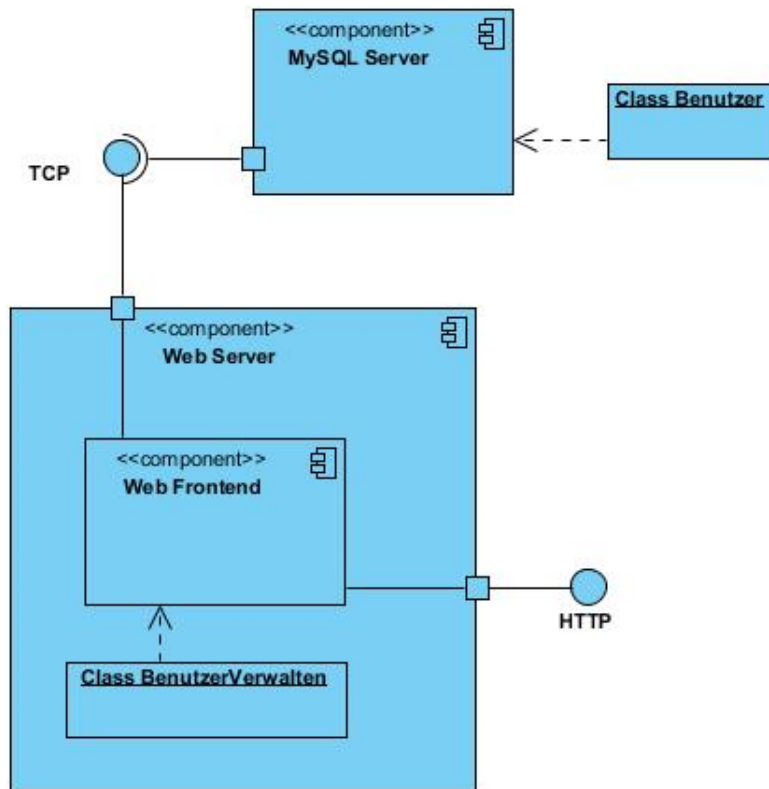 <<component>>
MySQL Server
Class Benutzer
TCP
<<component>>
Web Server
<<component>>
Web Frontend
HTTP
Class BenutzerVerwalten